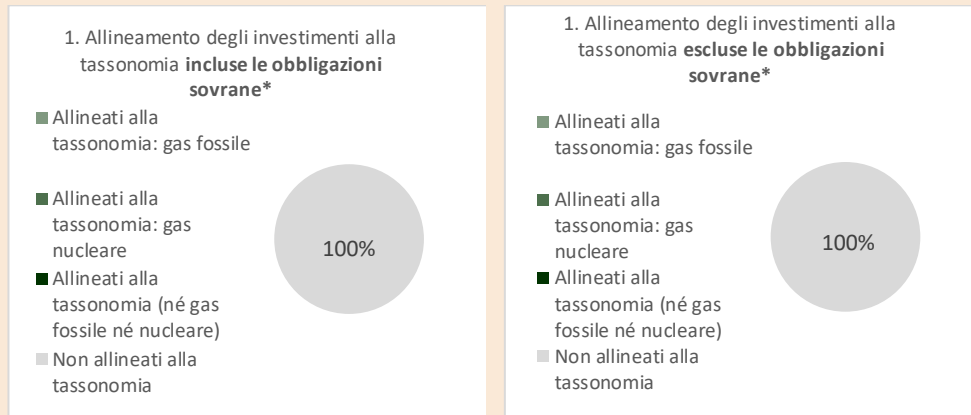 1. Allineamento degli investimenti alla
tassonomia incluse le obbligazioni
sovrane*
Allineati alla
tassonomia: gas fossile
Allineati alla
tassonomia: gas
nucleare
Allineati alla
tassonomia (né gas
fossile né nucleare)
Non allineati alla
tassonomia
100%
1. Allineamento degli investimenti alla
tassonomia escluse le obbligazioni
sovrane*
Allineati alla
tassonomia: gas fossile
Allineati alla
tassonomia: gas
nucleare
Allineati alla
tassonomia (né gas
fossile né nucleare)
Non allineati alla
tassonomia
100%